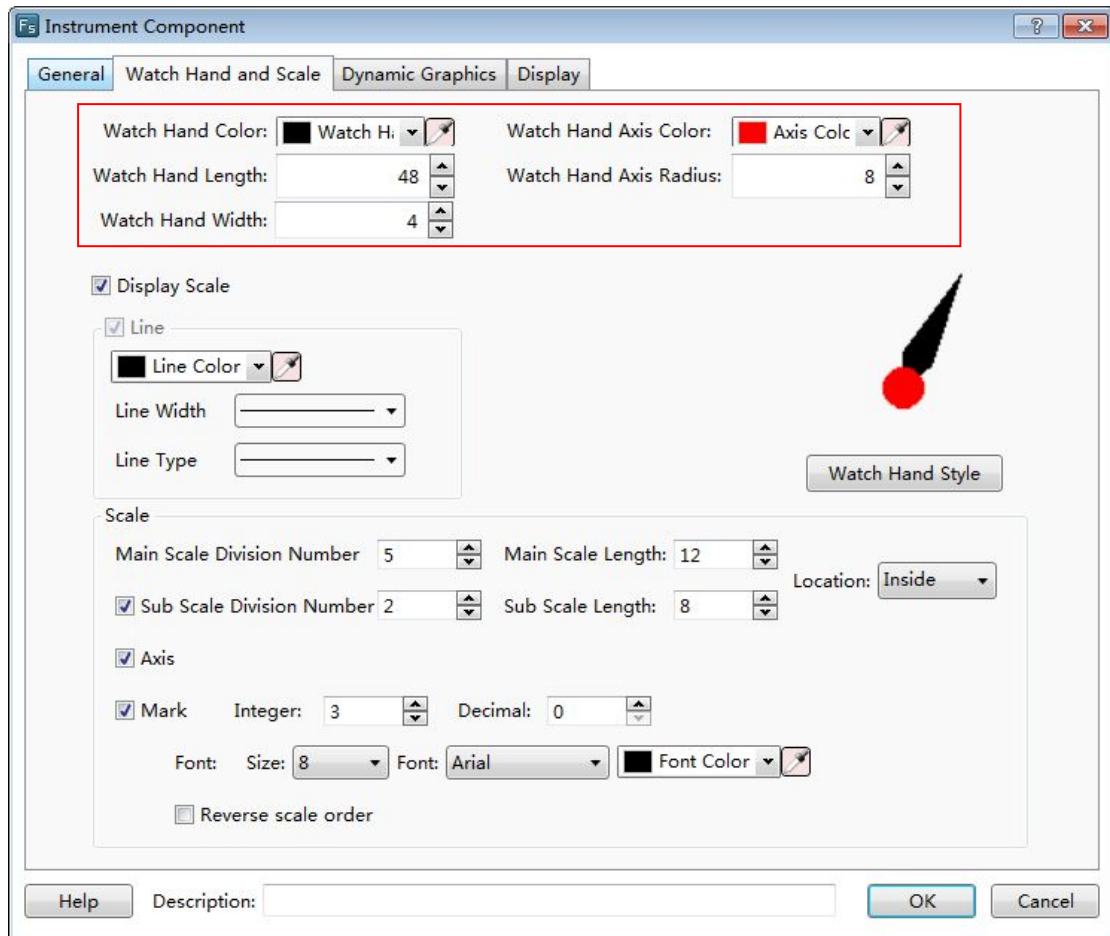 Fs Instrument Component
General Watch Hand and Scale Dynamic Graphics Display
Watch Hand Color: Watch H Watch Hand Axis Color: Axis Colc
Watch Hand Length: 48 Watch Hand Axis Radius: 8
Watch Hand Width: 4
Display Scale
Line
Line Color
Line Width
Line Type
Watch Hand Style
Scale
Main Scale Division Number 5 Main Scale Length: 12
Location: Inside
Sub Scale Division Number 2 Sub Scale Length: 8
Axis
Mark Integer: 3 Decimal: 0
Font: Size: 8 Font: Arial Font Color
Reverse scale order
Help Description: OK Cancel